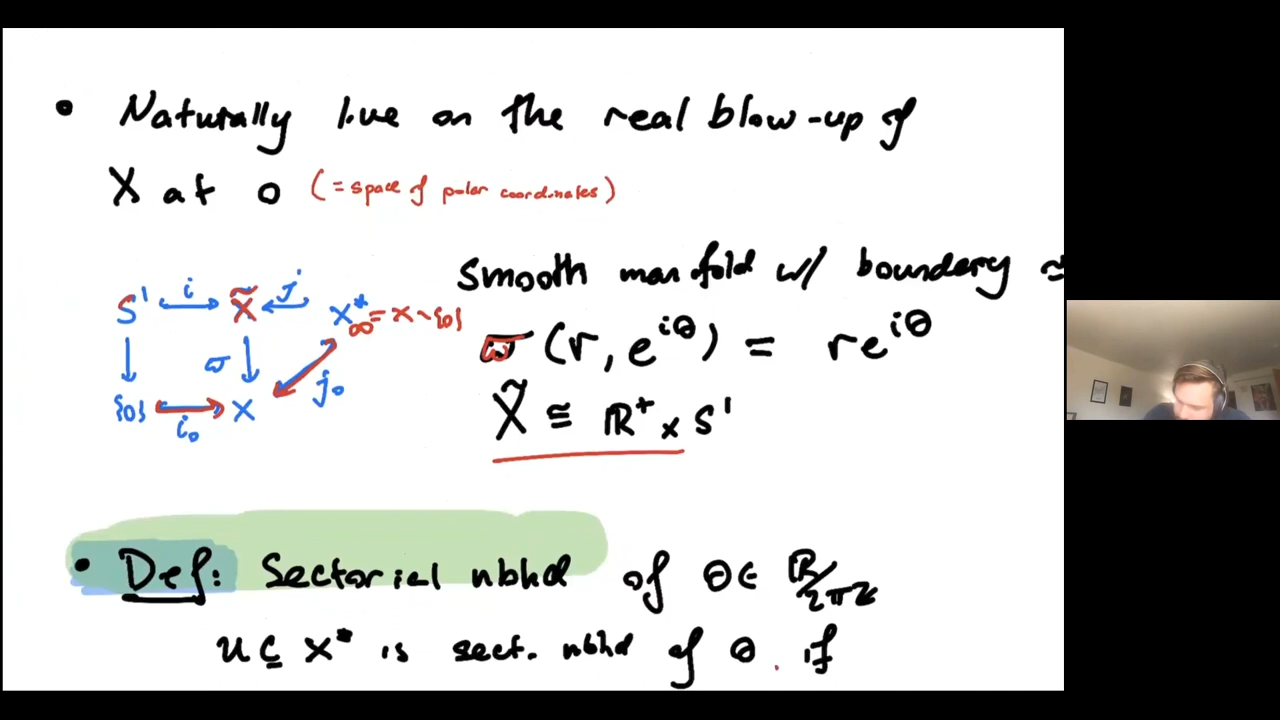 • Naturally live on the real blow-up of
X at 0 (= space of polar coordinates)
Smooth manifold w/ boundary ≃
S¹ i X̃ j X* = X∖{0}
ϖ (r, e^{iθ}) = re^{iθ}
ϖ j₀
{0} i₀ X
X̃ ≅ ℝ⁺ × S¹
• Def: Sectorial nbhd of θ ∈ ℝ/2πℤ
U ⊆ X* is sect. nbhd of θ if